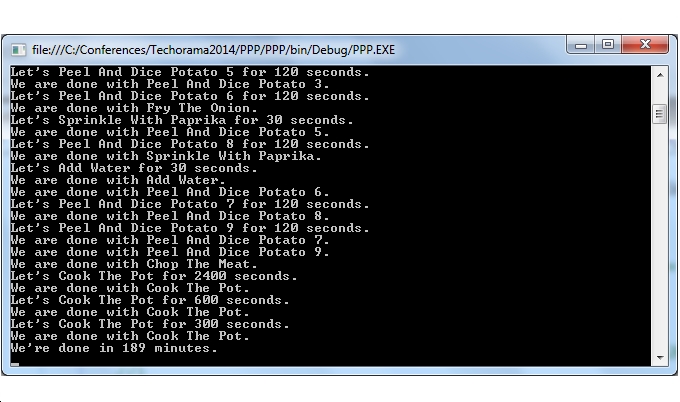 file:///C:/Conferences/Techorama2014/PPP/PPP/bin/Debug/PPP.EXE
Let's Peel And Dice Potato 5 for 120 seconds.
We are done with Peel And Dice Potato 3.
Let's Peel And Dice Potato 6 for 120 seconds.
We are done with Fry The Onion.
Let's Sprinkle With Paprika for 30 seconds.
We are done with Peel And Dice Potato 5.
Let's Peel And Dice Potato 8 for 120 seconds.
We are done with Sprinkle With Paprika.
Let's Add Water for 30 seconds.
We are done with Add Water.
We are done with Peel And Dice Potato 6.
Let's Peel And Dice Potato 7 for 120 seconds.
We are done with Peel And Dice Potato 8.
Let's Peel And Dice Potato 9 for 120 seconds.
We are done with Peel And Dice Potato 7.
We are done with Peel And Dice Potato 9.
We are done with Chop The Meat.
Let's Cook The Pot for 2400 seconds.
We are done with Cook The Pot.
Let's Cook The Pot for 600 seconds.
We are done with Cook The Pot.
Let's Cook The Pot for 300 seconds.
We are done with Cook The Pot.
We're done in 189 minutes.